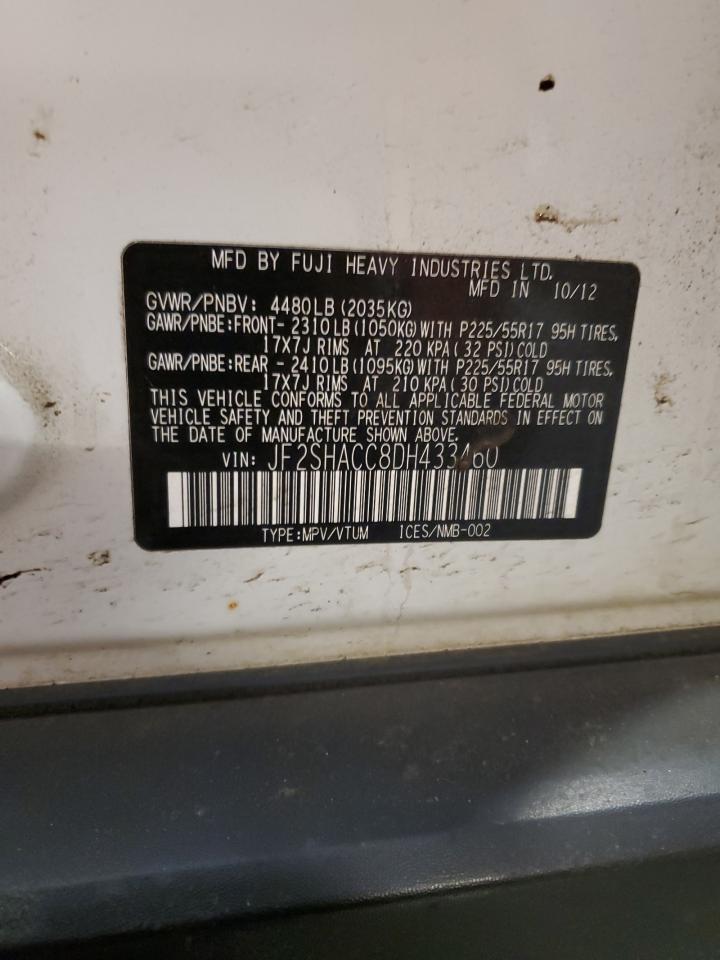 MFD BY FUJI HEAVY INDUSTRIES LTD.
MFD IN 10/12
GVWR/PNBV: 4480LB (2035KG)
GAWR/PNBE:FRONT- 2310LB (1050KG) WITH P225/55R17 95H TIRES,
17X7J RIMS AT 220 KPA ( 32 PSI) COLD
GAWR/PNBE:REAR - 2410LB (1095KG) WITH P225/55R17 95H TIRES,
17X7J RIMS AT 210 KPA ( 30 PSI) COLD
THIS VEHICLE CONFORMS TO ALL APPLICABLE FEDERAL MOTOR
VEHICLE SAFETY AND THEFT PREVENTION STANDARDS IN EFFECT ON
THE DATE OF MANUFACTURE SHOWN ABOVE.
VIN: JF2SHACC8DH433460
TYPE:MPV/VTUM ICES/NMB-002